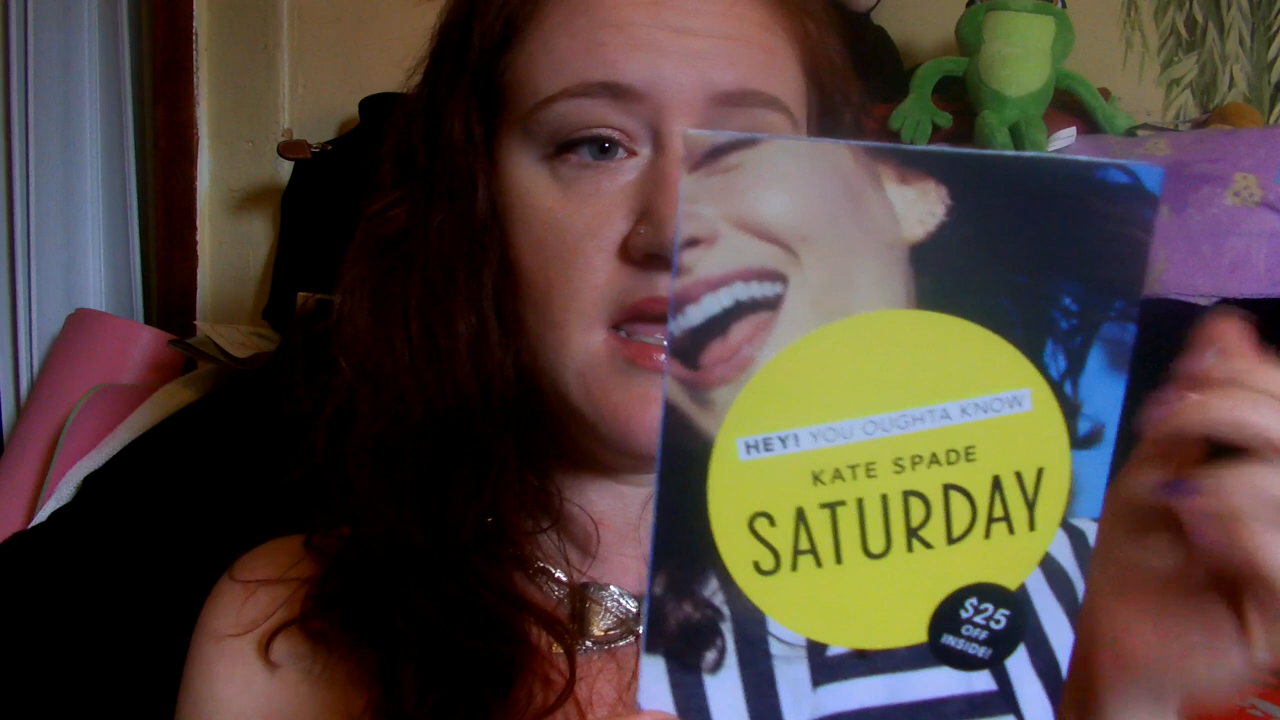 HEY! YOU OUGHTA KNOW
KATE SPADE
SATURDAY
$25
OFF
INSIDE!